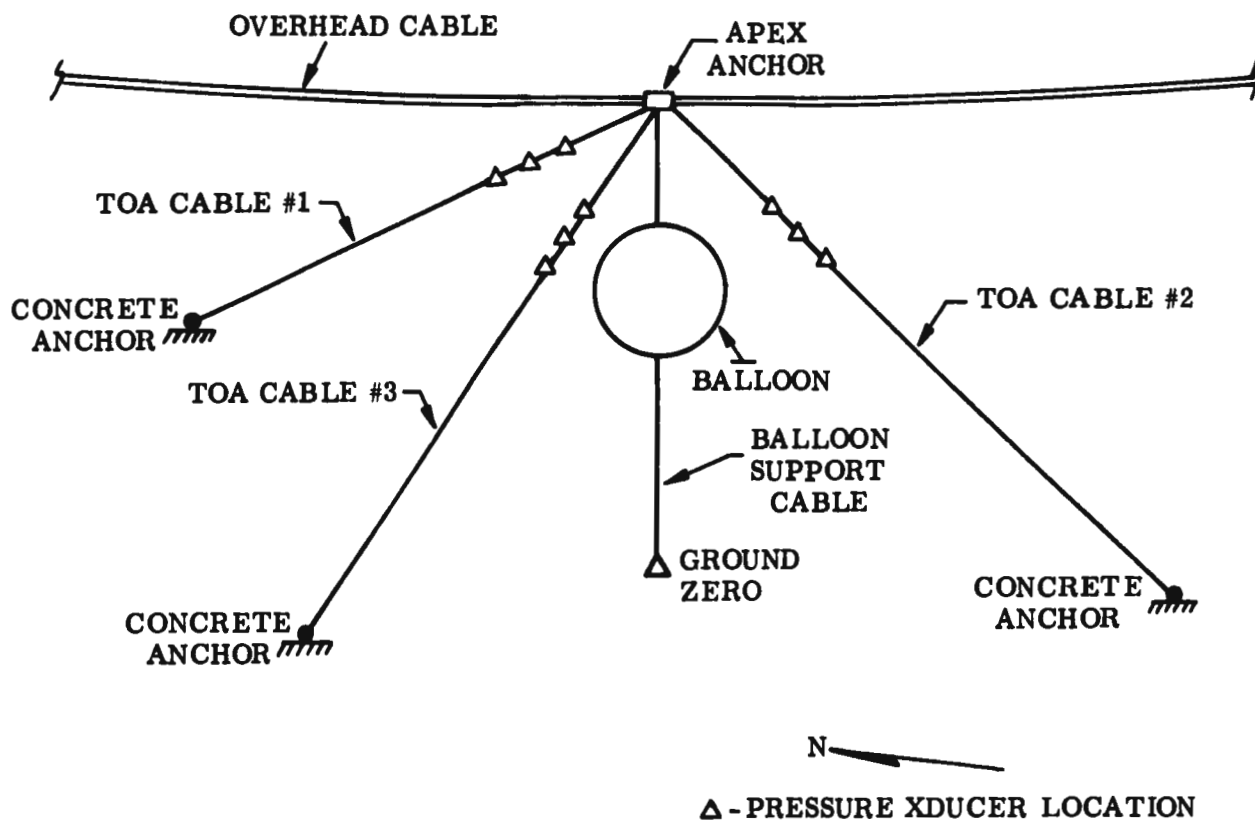 OVERHEAD CABLE
APEX
ANCHOR
TOA CABLE #1
CONCRETE
ANCHOR
TOA CABLE #2
BALLOON
TOA CABLE #3
BALLOON
SUPPORT
CABLE
GROUND
ZERO
CONCRETE
ANCHOR
CONCRETE
ANCHOR
N
Δ - PRESSURE XDUCER LOCATION